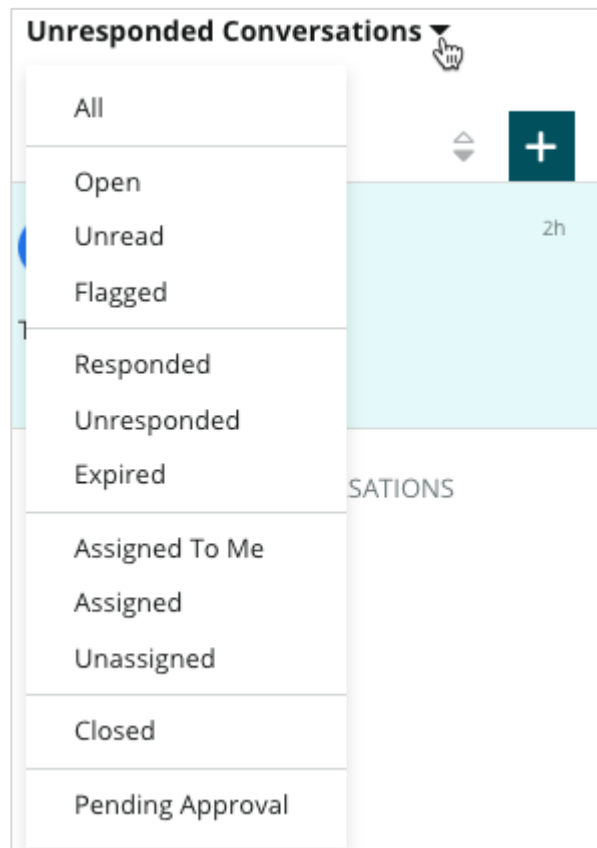 Unresponded Conversations
All
Open
Unread
2h
Flagged
T
Responded
Unresponded
Expired
SATIONS
Assigned To Me
Assigned
Unassigned
Closed
Pending Approval